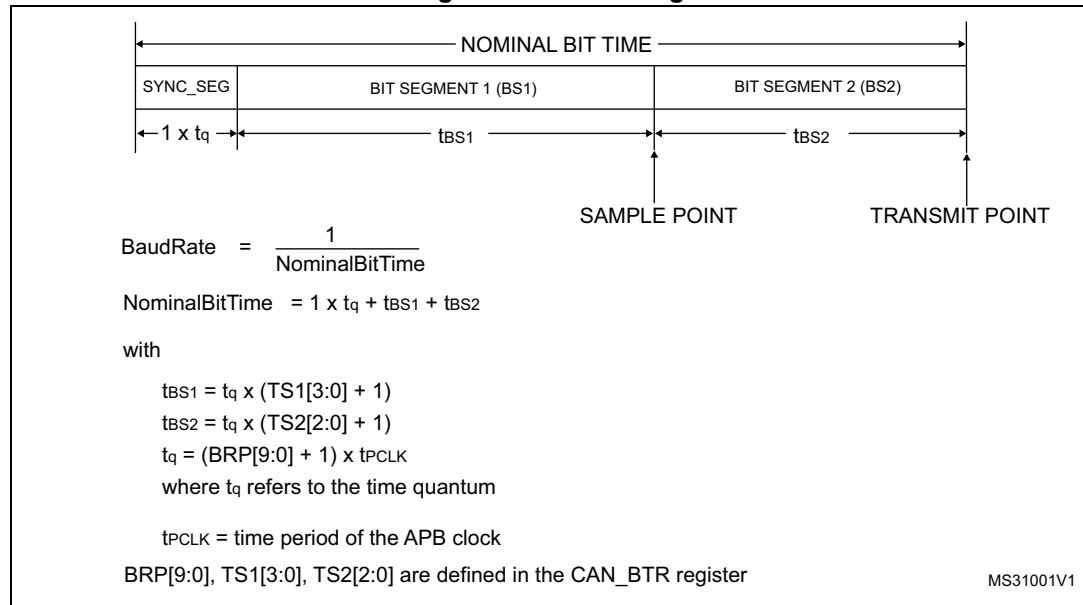 NOMINAL BIT TIME
SYNC_SEG BIT SEGMENT 1 (BS1) BIT SEGMENT 2 (BS2)
1 x tq tBS1 tBS2
SAMPLE POINT TRANSMIT POINT
BaudRate = 1
NominalBitTime
NominalBitTime = 1 x tq + tBS1 + tBS2
with
tBS1 = tq x (TS1[3:0] + 1)
tBS2 = tq x (TS2[2:0] + 1)
tq = (BRP[9:0] + 1) x tPCLK
where tq refers to the time quantum
tPCLK = time period of the APB clock
BRP[9:0], TS1[3:0], TS2[2:0] are defined in the CAN_BTR register
MS31001V1